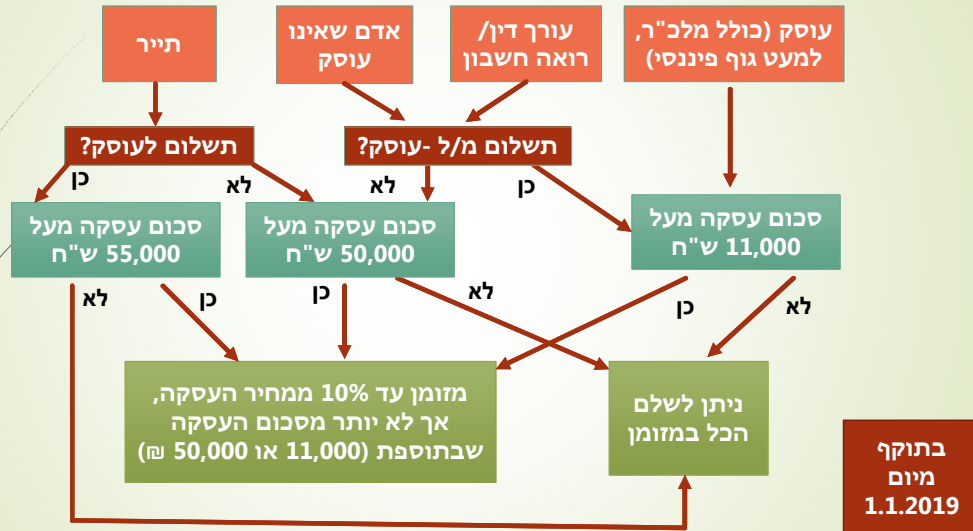 עוסק (כולל מלכ"ר,
למעט גוף פיננסי)
עורך דין/
רואה חשבון
אדם שאינו
עוסק
תייר
תשלום מ/ל -עוסק?
תשלום לעוסק?
כן
לא
לא
כן
סכום עסקה מעל
11,000 ש"ח
סכום עסקה מעל
50,000 ש"ח
סכום עסקה מעל
55,000 ש"ח
לא
כן
לא
כן
כן
לא
ניתן לשלם
הכל במזומן
מזומן עד 10% ממחיר העסקה,
אך לא יותר מסכום העסקה
שבתוספת (11,000 או 50,000 ₪)
בתוקף
מיום
1.1.2019